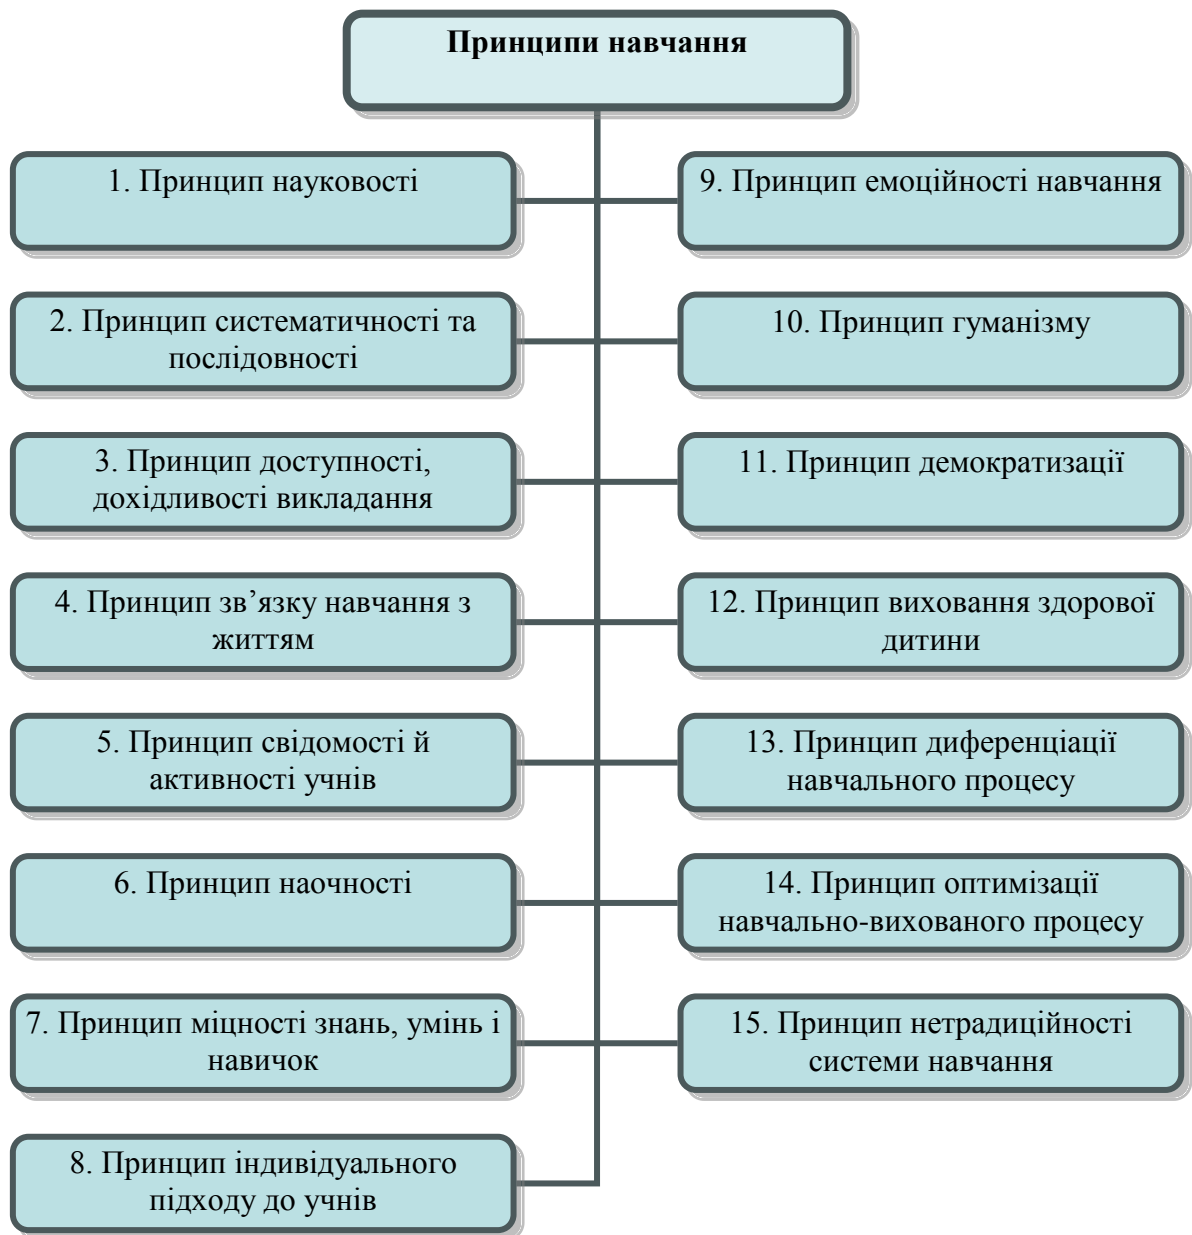 Принципи навчання
1. Принцип науковості
2. Принцип систематичності та
послідовності
3. Принцип доступності,
дохідливості викладання
4. Принцип зв’язку навчання з
життям
5. Принцип свідомості й
активності учнів
6. Принцип наочності
7. Принцип міцності знань, умінь і
навичок
8. Принцип індивідуального
підходу до учнів
9. Принцип емоційності навчання
10. Принцип гуманізму
11. Принцип демократизації
12. Принцип виховання здорової
дитини
13. Принцип диференціації
навчального процесу
14. Принцип оптимізації
навчально-вихованого процесу
15. Принцип нетрадиційності
системи навчання